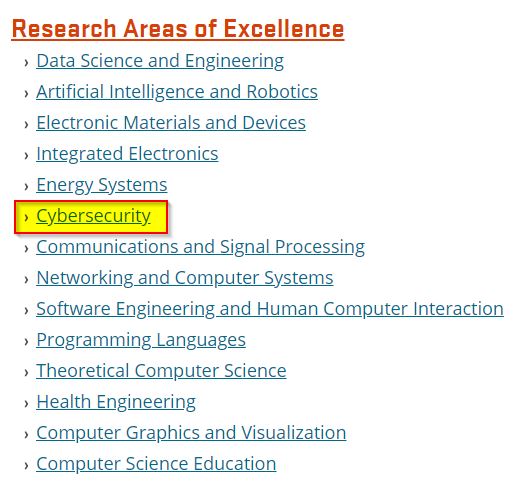 Research Areas of Excellence
› Data Science and Engineering
› Artificial Intelligence and Robotics
› Electronic Materials and Devices
› Integrated Electronics
› Energy Systems
› Cybersecurity
› Communications and Signal Processing
› Networking and Computer Systems
› Software Engineering and Human Computer Interaction
› Programming Languages
› Theoretical Computer Science
› Health Engineering
› Computer Graphics and Visualization
› Computer Science Education